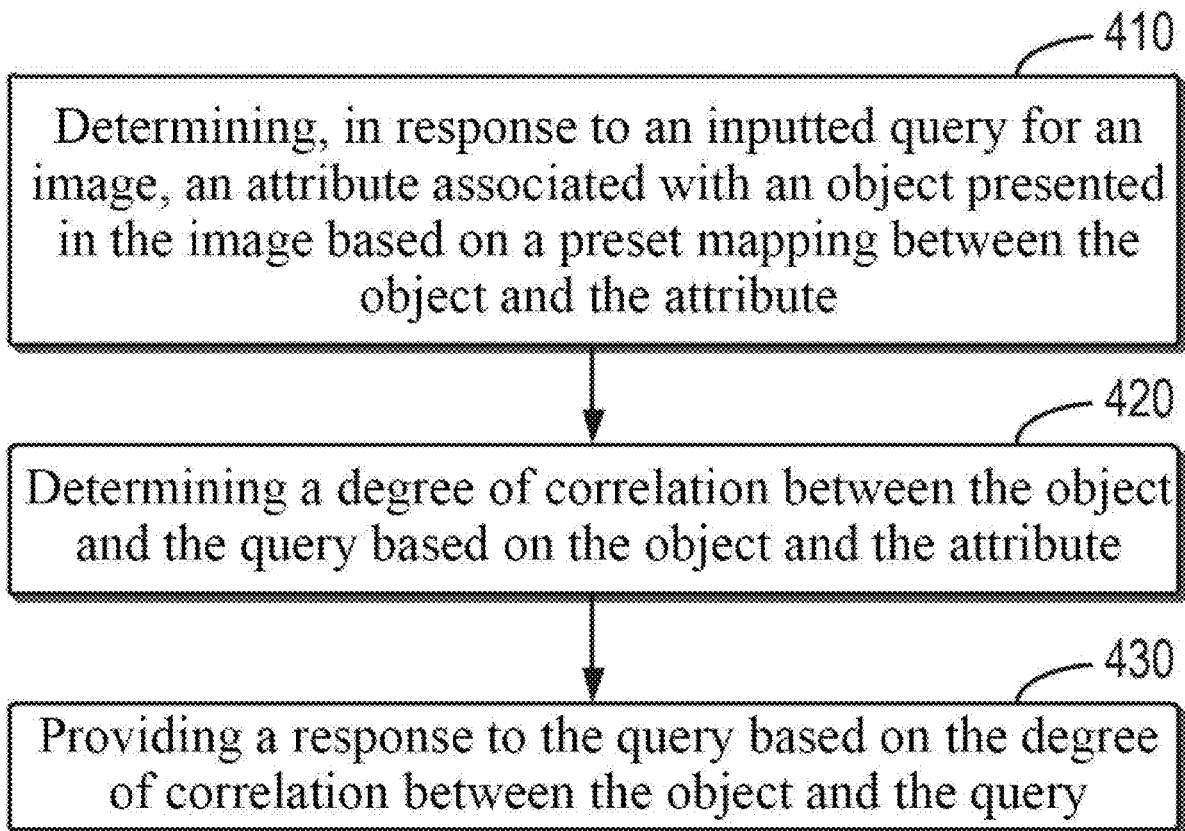 410
Determining, in response to an inputted query for an
image, an attribute associated with an object presented
in the image based on a preset mapping between the
object and the attribute
420
Determining a degree of correlation between the object
and the query based on the object and the attribute
430
Providing a response to the query based on the degree
of correlation between the object and the query